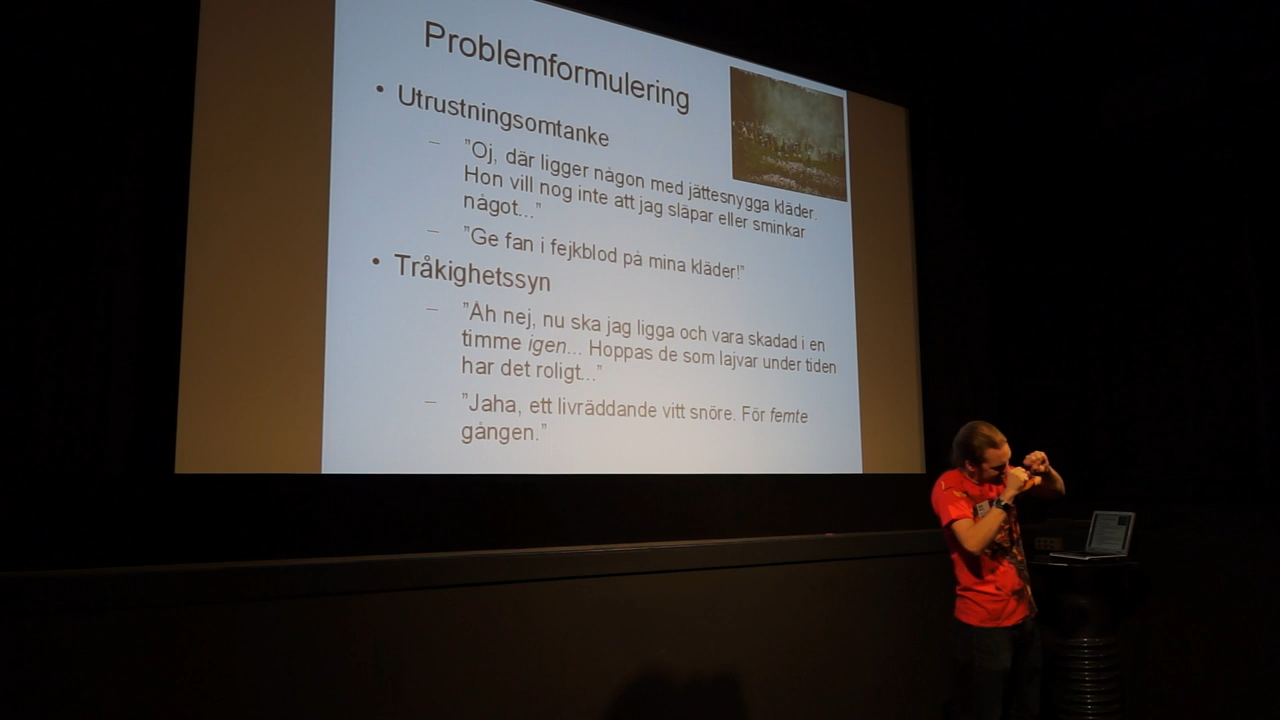 Problemformulering
• Utrustningsomtanke
– "Oj, där ligger någon med jättesnygga kläder.
Hon vill nog inte att jag släpar eller sminkar
något..."
– "Ge fan i fejkblod på mina kläder!"
• Tråkighetssyn
– "Åh nej, nu ska jag ligga och vara skadad i en
timme igen... Hoppas de som lajvar under tiden
har det roligt..."
– "Jaha, ett livräddande vitt snöre. För femte
gången."